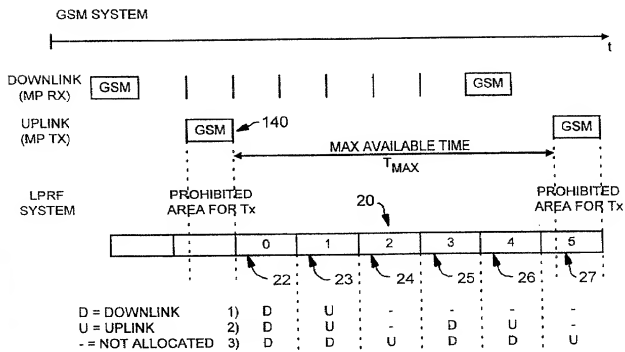 GSM SYSTEM
t
DOWNLINK
(MP RX)
GSM GSM
UPLINK
(MP TX)
GSM 140 GSM
MAX AVAILABLE TIME
TMAX
LPRF
SYSTEM
PROHIBITED
AREA FOR Tx
20
PROHIBITED
AREA FOR Tx
0 1 2 3 4 5
22 23 24 25 26 27
D = DOWNLINK 1) D U - - - -
U = UPLINK 2) D U - D U -
- = NOT ALLOCATED 3) D D U D D U